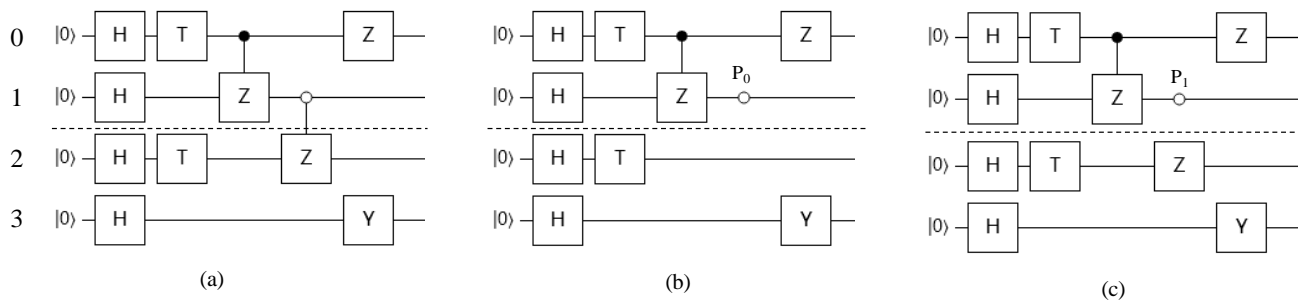 0 |0⟩ H T Z |0⟩ H T Z |0⟩ H T Z
P₀ P₁
1 |0⟩ H Z |0⟩ H Z |0⟩ H Z
2 |0⟩ H T Z |0⟩ H T |0⟩ H T Z
3 |0⟩ H Y |0⟩ H Y |0⟩ H Y
(a) (b) (c)